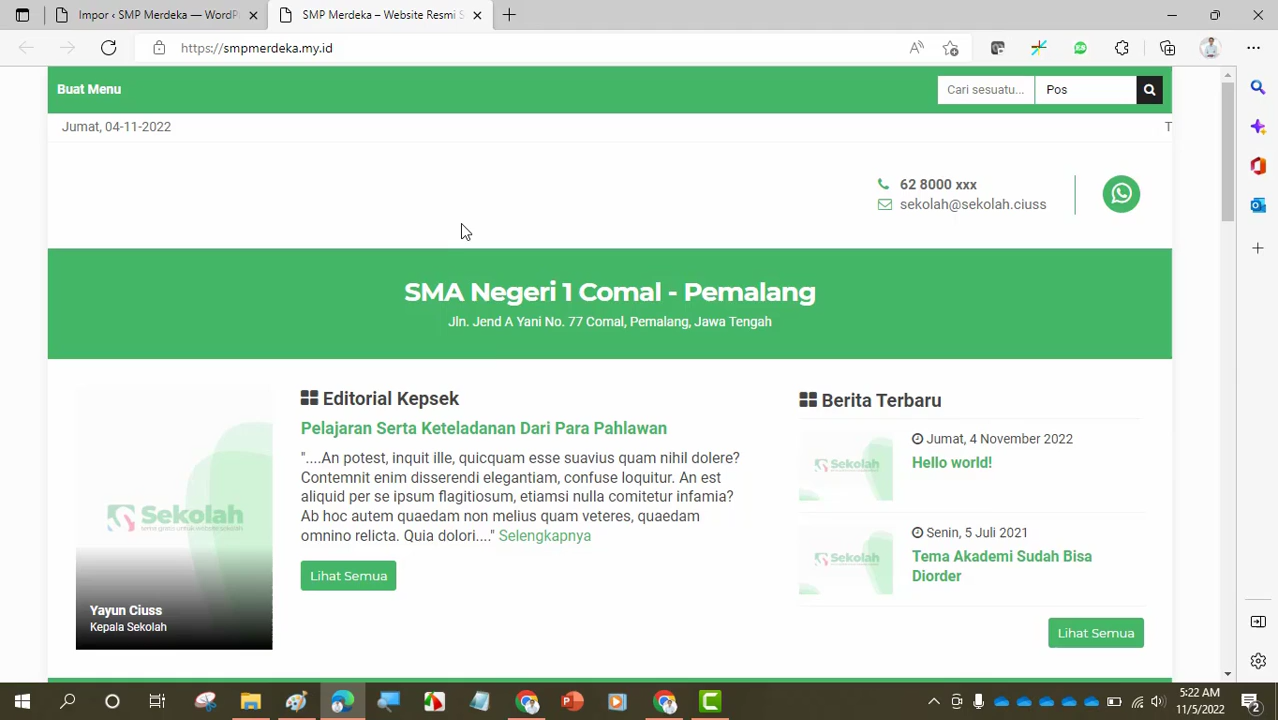 Impor ‹ SMP Merdeka — WordP
SMP Merdeka – Website Resmi S
https://smpmerdeka.my.id
Buat Menu
Cari sesuatu...
Pos
Jumat, 04-11-2022
T
62 8000 xxx
sekolah@sekolah.ciuss
SMA Negeri 1 Comal - Pemalang
Jln. Jend A Yani No. 77 Comal, Pemalang, Jawa Tengah
Editorial Kepsek
Pelajaran Serta Keteladanan Dari Para Pahlawan
"....An potest, inquit ille, quicquam esse suavius quam nihil dolere?
Contemnit enim disserendi elegantiam, confuse loquitur. An est
aliquid per se ipsum flagitiosum, etiamsi nulla comitetur infamia?
Ab hoc autem quaedam non melius quam veteres, quaedam
omnino relicta. Quia dolori...." Selengkapnya
Lihat Semua
Sekolah
Yayun Ciuss
Kepala Sekolah
Berita Terbaru
Sekolah
Jumat, 4 November 2022
Hello world!
Sekolah
Senin, 5 Juli 2021
Tema Akademi Sudah Bisa
Diorder
Lihat Semua
5:22 AM
11/5/2022
2